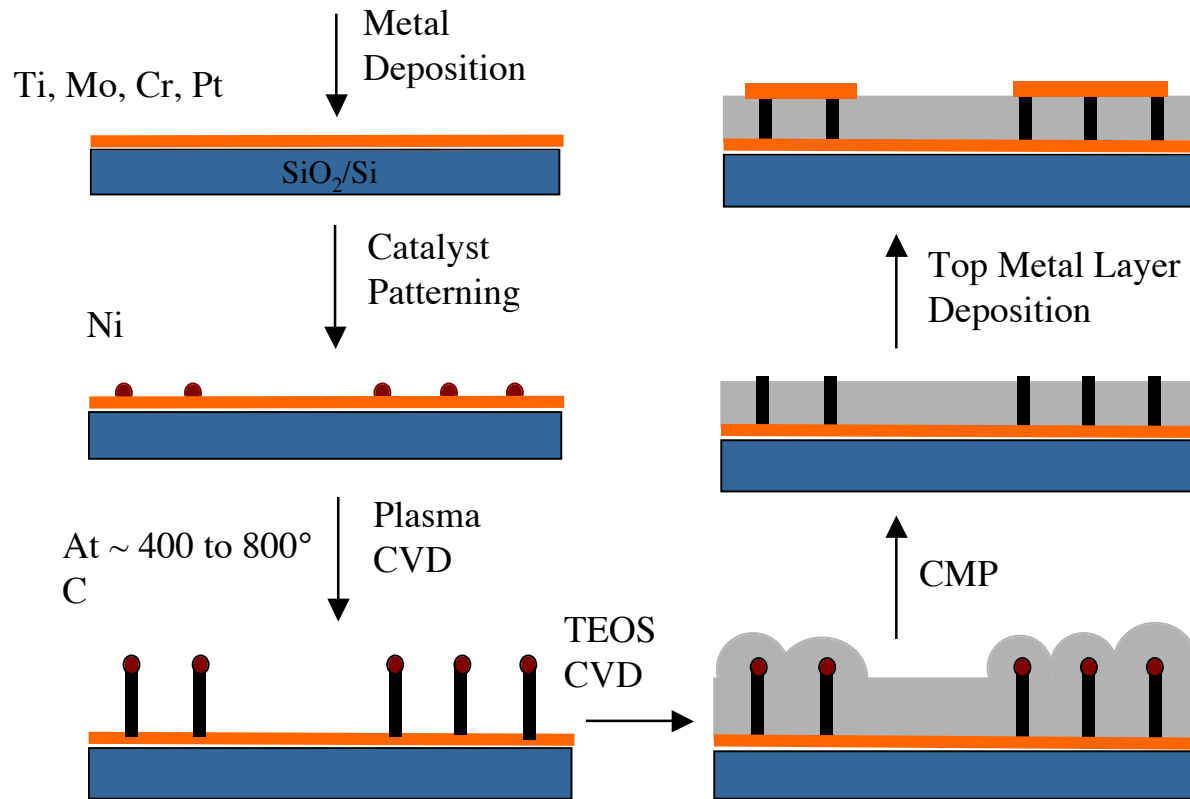 Metal
Deposition
Ti, Mo, Cr, Pt
SiO₂/Si
Catalyst
Patterning
Ni
Plasma
CVD
At ~ 400 to 800°
C
TEOS
CVD
CMP
Top Metal Layer
Deposition